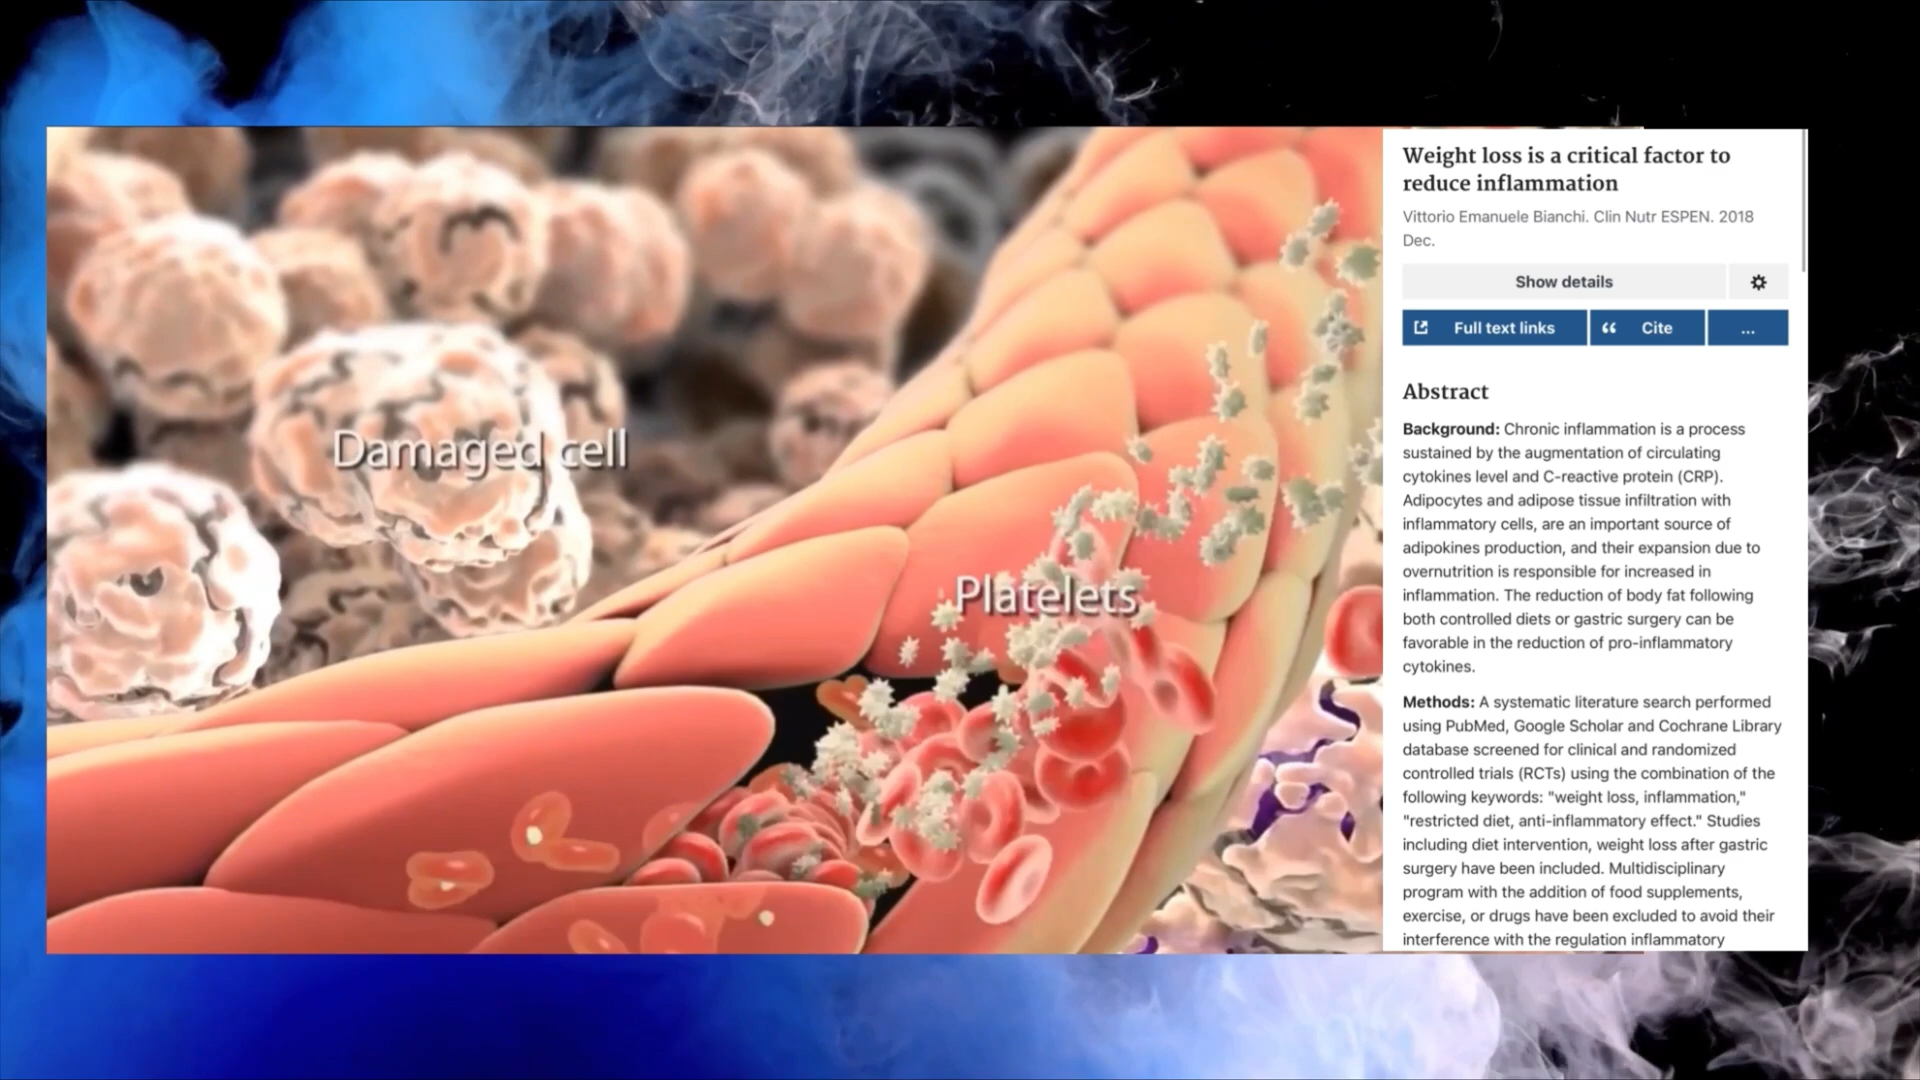 Damaged cell
Platelets
Weight loss is a critical factor to
reduce inflammation
Vittorio Emanuele Bianchi. Clin Nutr ESPEN. 2018
Dec.
Show details
Full text links
Cite
...
Abstract
Background: Chronic inflammation is a process
sustained by the augmentation of circulating
cytokines level and C-reactive protein (CRP).
Adipocytes and adipose tissue infiltration with
inflammatory cells, are an important source of
adipokines production, and their expansion due to
overnutrition is responsible for increased in
inflammation. The reduction of body fat following
both controlled diets or gastric surgery can be
favorable in the reduction of pro-inflammatory
cytokines.
Methods: A systematic literature search performed
using PubMed, Google Scholar and Cochrane Library
database screened for clinical and randomized
controlled trials (RCTs) using the combination of the
following keywords: "weight loss, inflammation,"
"restricted diet, anti-inflammatory effect." Studies
including diet intervention, weight loss after gastric
surgery have been included. Multidisciplinary
program with the addition of food supplements,
exercise, or drugs have been excluded to avoid their
interference with the regulation inflammatory